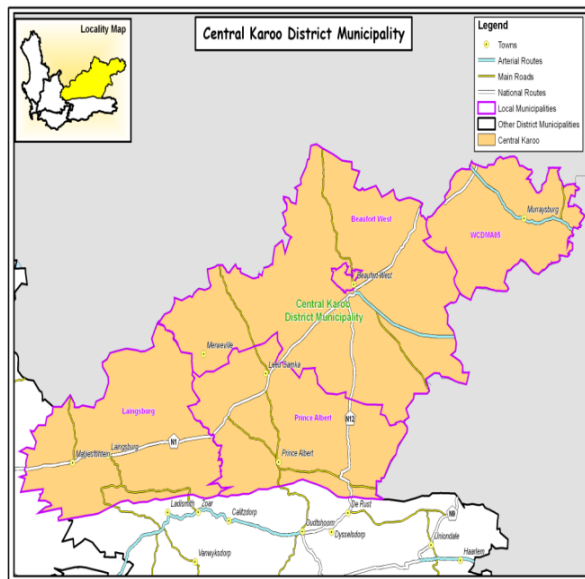 Locality Map
Central Karoo District Municipality
Legend
Towns
Arterial Routes
Main Roads
National Routes
Local Municipalities
Other District Municipalities
Central Karoo
Murraysburg
Beaufort West
WCDMA05
Beaufort West
Central Karoo
District Municipality
Merweville
Leeu Gamka
Laingsburg
Prince Albert
N12
Laingsburg
N1
Matjiesfontein
Prince Albert
Ladismith
Zoar
Calitzdorp
De Rust
N9
Oudtshoorn
Dysselsdorp
Uniondale
Vanwyksdorp
Haarlem